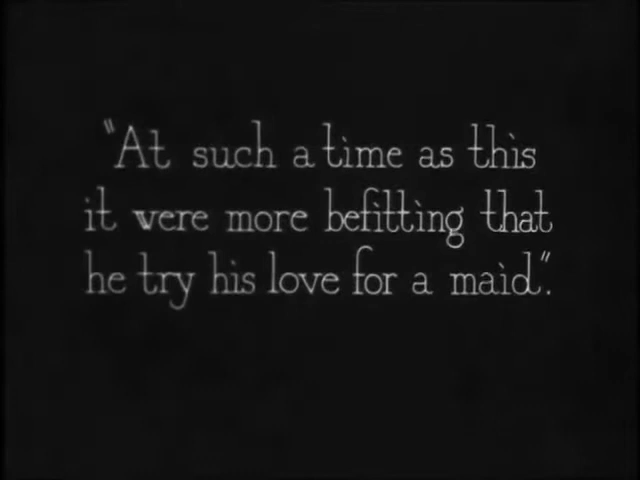 "At such a time as this
it were more befitting that
he try his love for a maid".